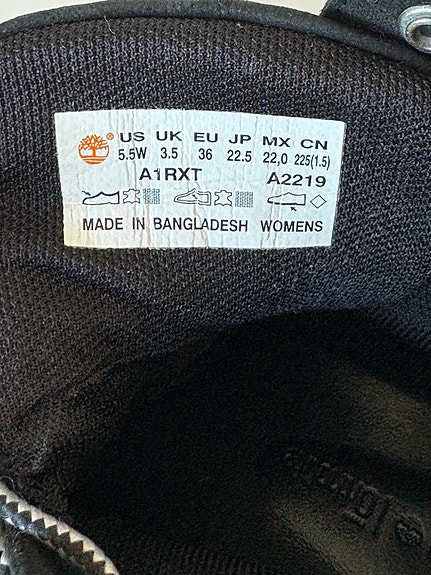 ® US UK EU JP MX CN
5.5W 3.5 36 22.5 22,0 225(1.5)
A1RXT A2219
MADE IN BANGLADESH WOMENS